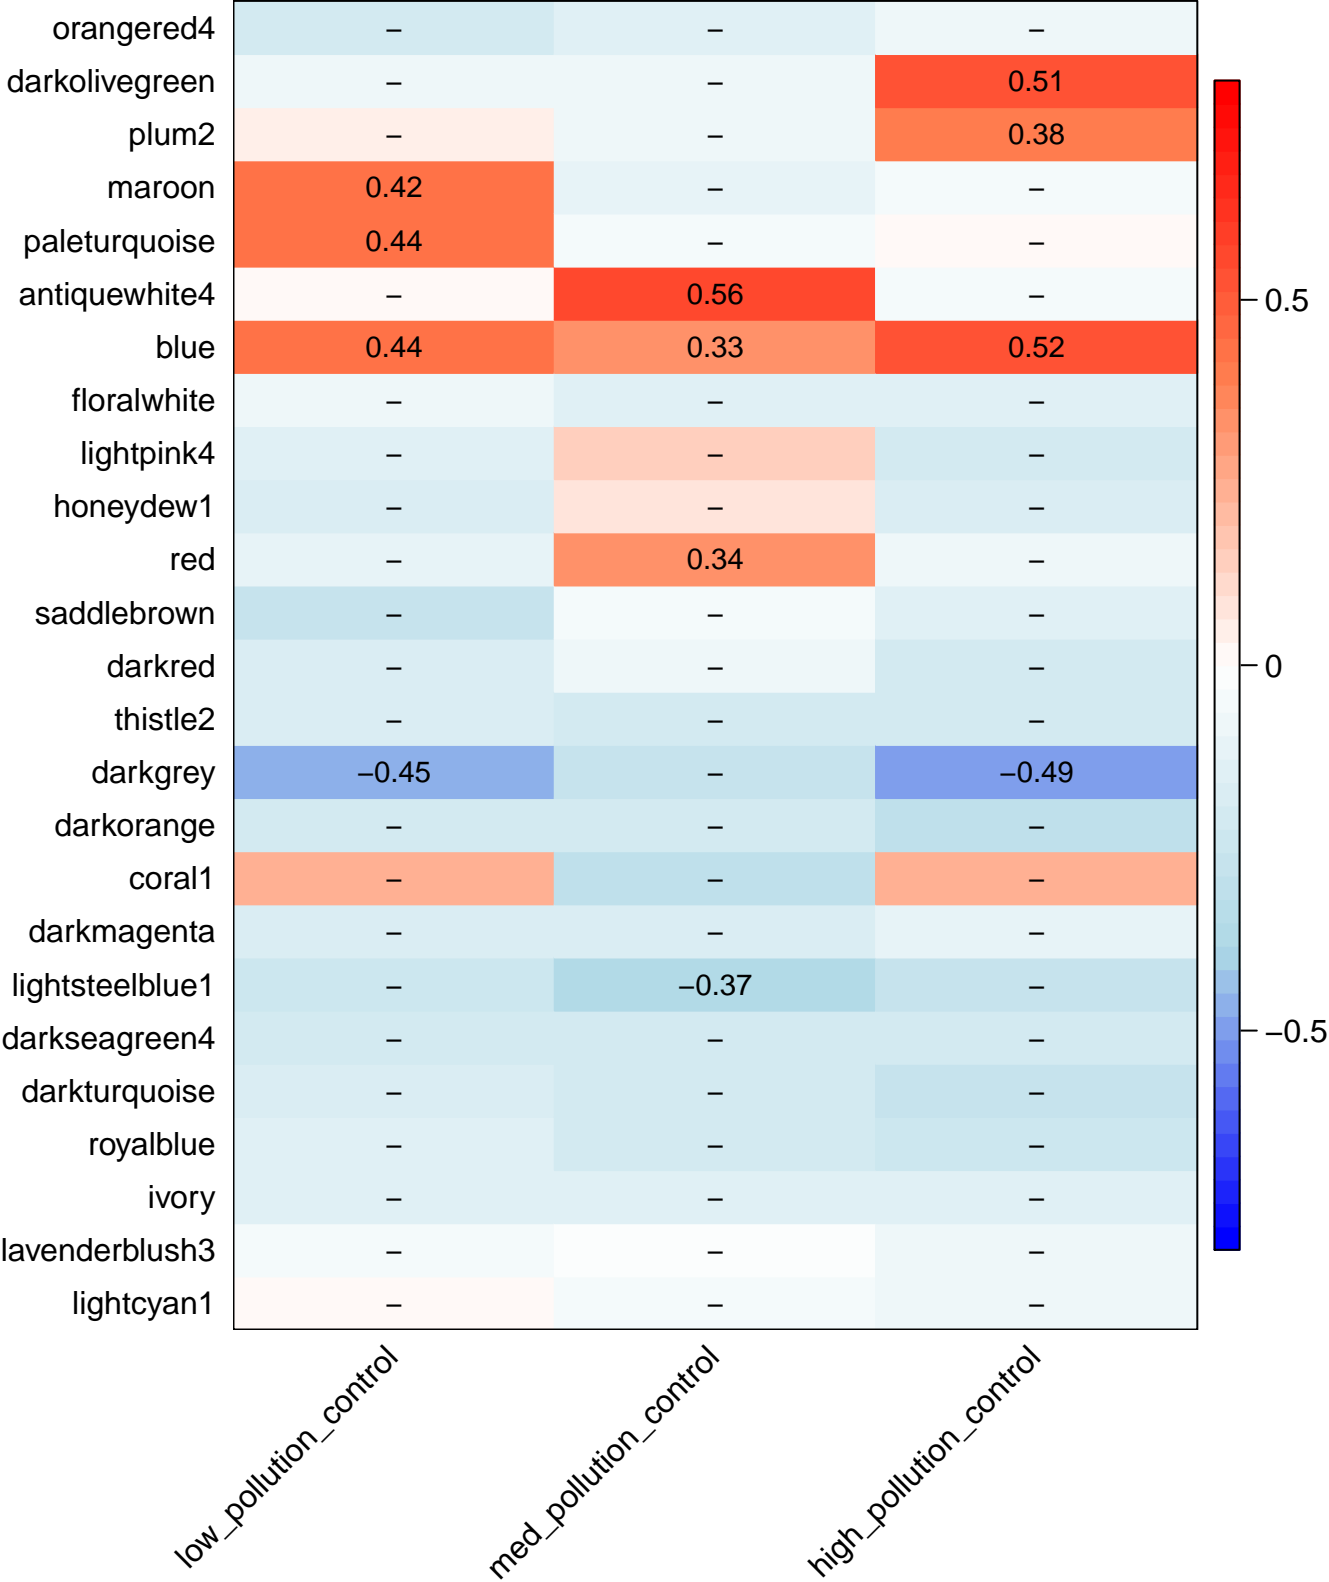 orangered4 – – –
darkolivegreen – – 0.51
plum2 – – 0.38
maroon 0.42 – –
paleturquoise 0.44 – –
antiquewhite4 – 0.56 –
blue 0.44 0.33 0.52
floralwhite – – –
lightpink4 – – –
honeydew1 – – –
red – 0.34 –
saddlebrown – – –
darkred – – –
thistle2 – – –
darkgrey −0.45 – −0.49
darkorange – – –
coral1 – – –
darkmagenta – – –
lightsteelblue1 – −0.37 –
darkseagreen4 – – –
darkturquoise – – –
royalblue – – –
ivory – – –
lavenderblush3 – – –
lightcyan1 – – –
low_pollution_control
med_pollution_control
high_pollution_control
0.5
0
−0.5